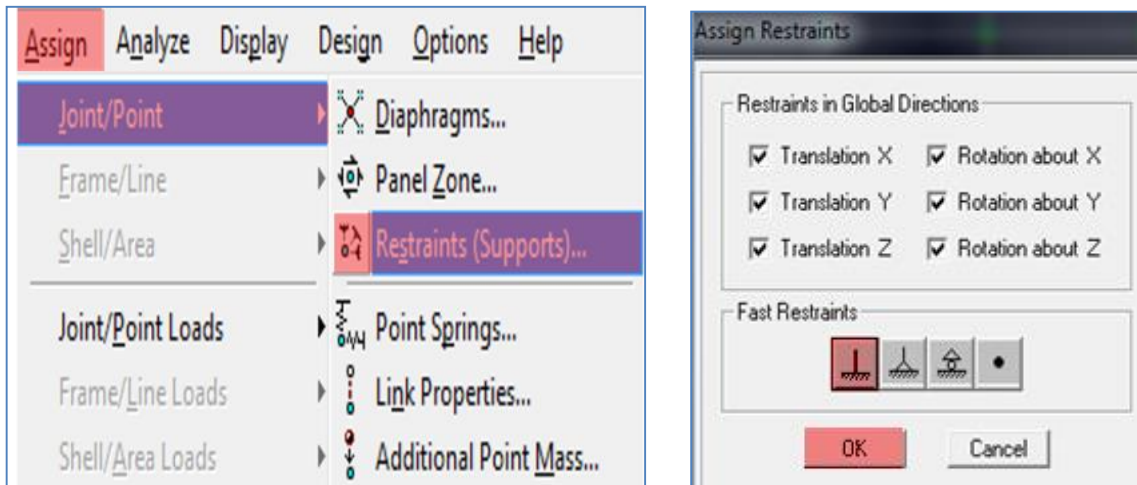 Assign Analyze Display Design Options Help
Joint/Point
Frame/Line
Shell/Area
Joint/Point Loads
Frame/Line Loads
Shell/Area Loads
Diaphragms...
Panel Zone...
Restraints (Supports)...
Point Springs...
Link Properties...
Additional Point Mass...
Assign Restraints
Restraints in Global Directions
Translation X Rotation about X
Translation Y Rotation about Y
Translation Z Rotation about Z
Fast Restraints
OK Cancel